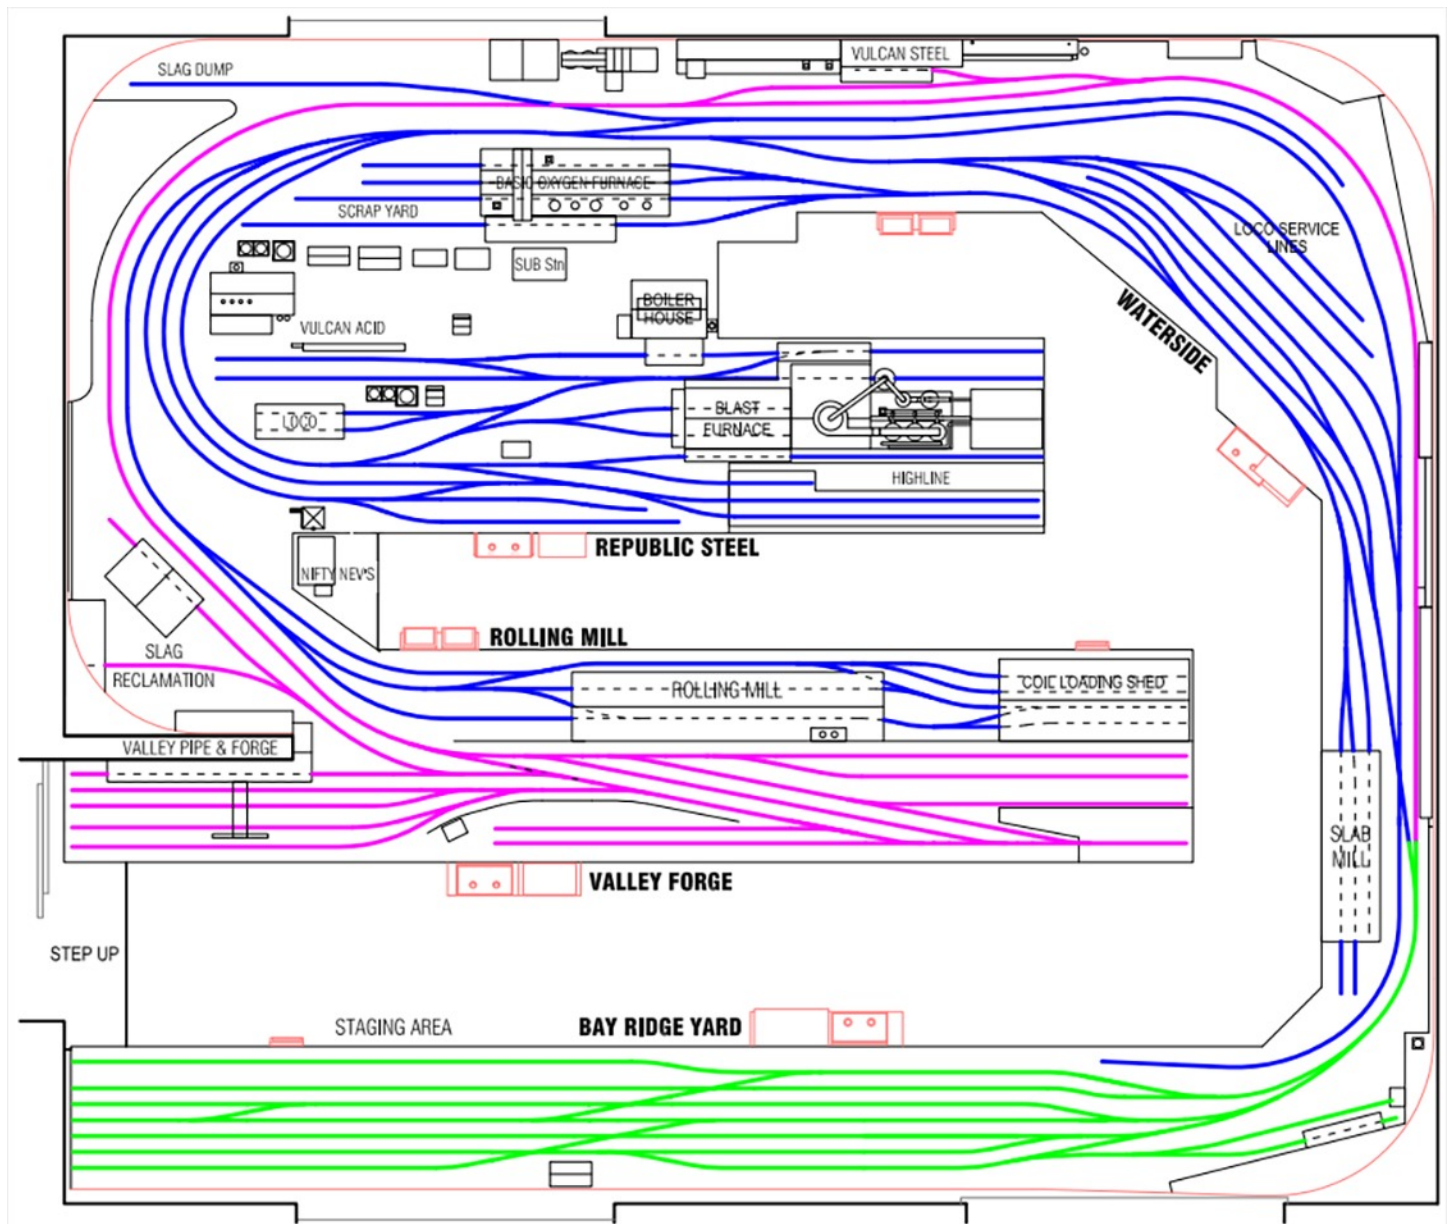 VULCAN STEEL
SLAG DUMP
BASIC OXYGEN FURNACE
SCRAP YARD
LOCO SERVICE
LINES
SUB Stn
BOILER
HOUSE
WATERSIDE
VULCAN ACID
LOCO
BLAST
FURNACE
HIGHLINE
REPUBLIC STEEL
NIFTY NEV'S
ROLLING MILL
SLAG
RECLAMATION
ROLLING MILL
COIL LOADING SHED
VALLEY PIPE & FORGE
SLAB
MILL
VALLEY FORGE
STEP UP
STAGING AREA
BAY RIDGE YARD